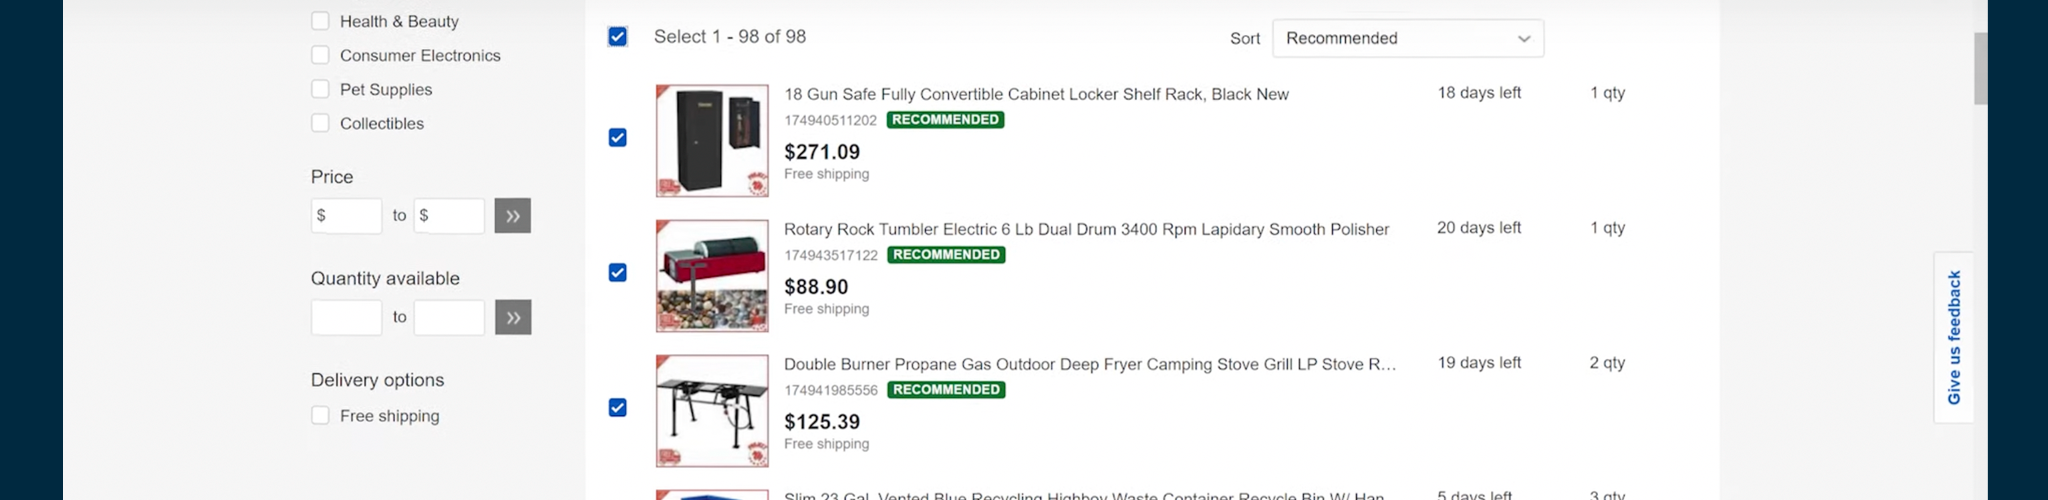 Health & Beauty
Consumer Electronics
Pet Supplies
Collectibles
Price
$ to $
Quantity available
to
Delivery options
Free shipping
Select 1 - 98 of 98
Sort Recommended
18 Gun Safe Fully Convertible Cabinet Locker Shelf Rack, Black New 18 days left 1 qty
174940511202 RECOMMENDED
$271.09
Free shipping
Rotary Rock Tumbler Electric 6 Lb Dual Drum 3400 Rpm Lapidary Smooth Polisher 20 days left 1 qty
174943517122 RECOMMENDED
$88.90
Free shipping
Double Burner Propane Gas Outdoor Deep Fryer Camping Stove Grill LP Stove R... 19 days left 2 qty
174941985556 RECOMMENDED
$125.39
Free shipping
Slim 23 Gal. Vented Blue Recycling Highboy Waste Container Recycle Bin W/ Han 5 days left 3 qty
Give us feedback